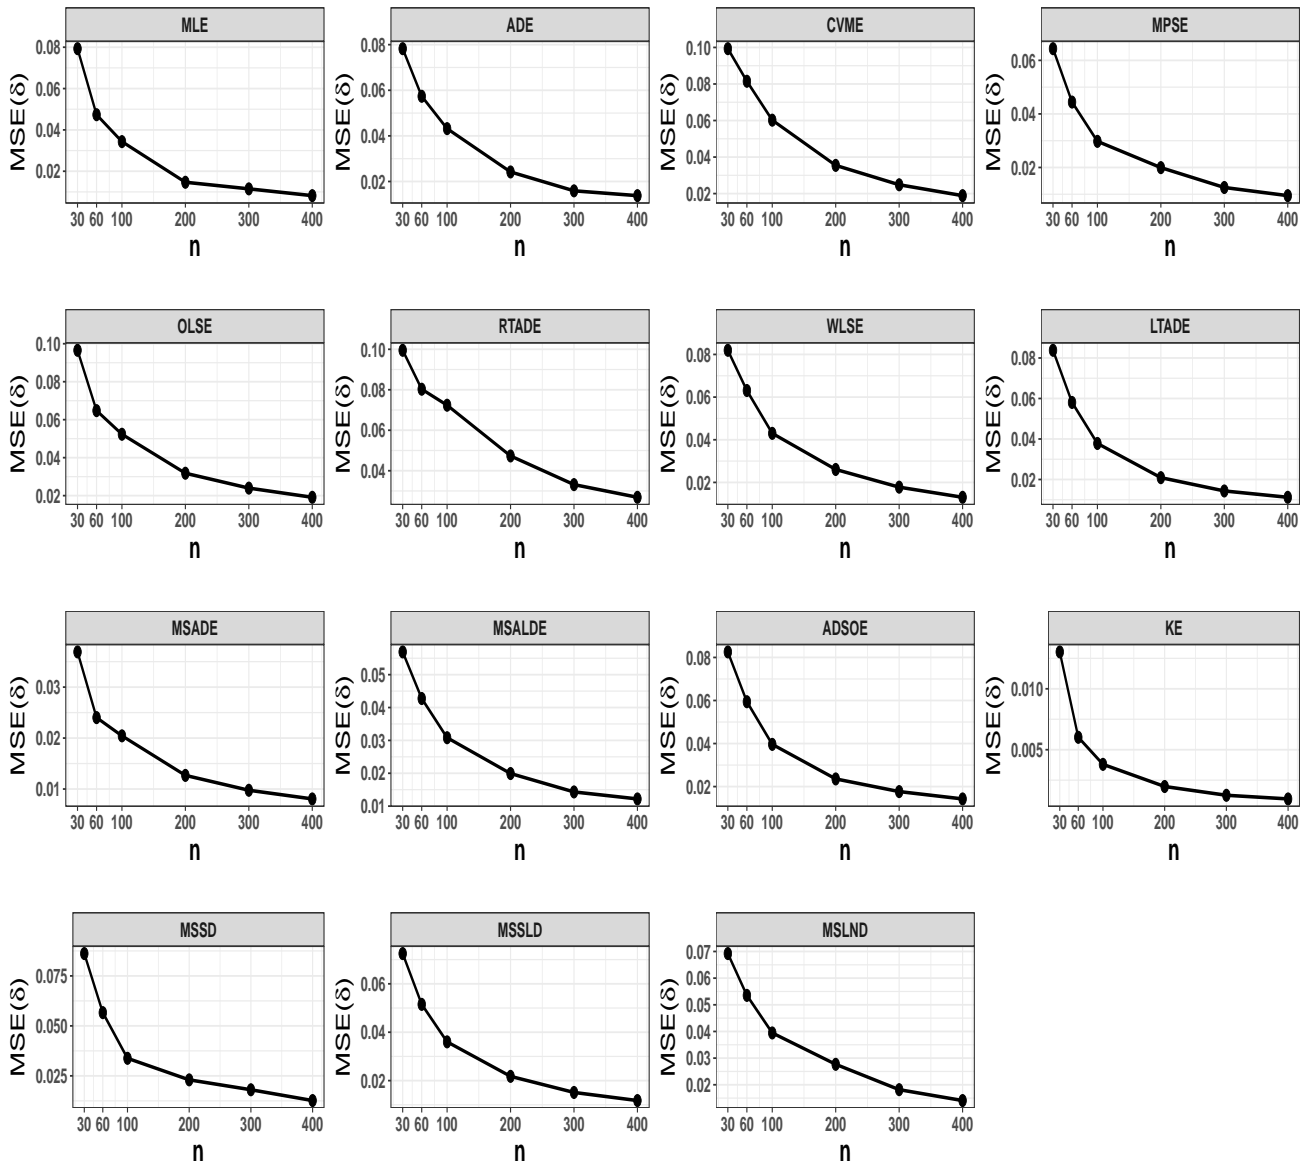 MLE ADE CVME MPSE
MSE(δ) 0.08 0.06 0.04 0.02
MSE(δ) 0.08 0.06 0.04 0.02
MSE(δ) 0.10 0.08 0.06 0.04 0.02
MSE(δ) 0.06 0.04 0.02
30 60 100 200 300 400 30 60 100 200 300 400 30 60 100 200 300 400 30 60 100 200 300 400
n n n n
OLSE RTADE WLSE LTADE
MSE(δ) 0.10 0.08 0.06 0.04 0.02
MSE(δ) 0.10 0.08 0.06 0.04
MSE(δ) 0.08 0.06 0.04 0.02
MSE(δ) 0.08 0.06 0.04 0.02
30 60 100 200 300 400 30 60 100 200 300 400 30 60 100 200 300 400 30 60 100 200 300 400
n n n n
MSADE MSALDE ADSOE KE
MSE(δ) 0.03 0.02 0.01
MSE(δ) 0.05 0.04 0.03 0.02 0.01
MSE(δ) 0.08 0.06 0.04 0.02
MSE(δ) 0.010 0.005
30 60 100 200 300 400 30 60 100 200 300 400 30 60 100 200 300 400 30 60 100 200 300 400
n n n n
MSSD MSSLD MSLND
MSE(δ) 0.075 0.050 0.025
MSE(δ) 0.06 0.04 0.02
MSE(δ) 0.07 0.06 0.05 0.04 0.03 0.02
30 60 100 200 300 400 30 60 100 200 300 400 30 60 100 200 300 400
n n n